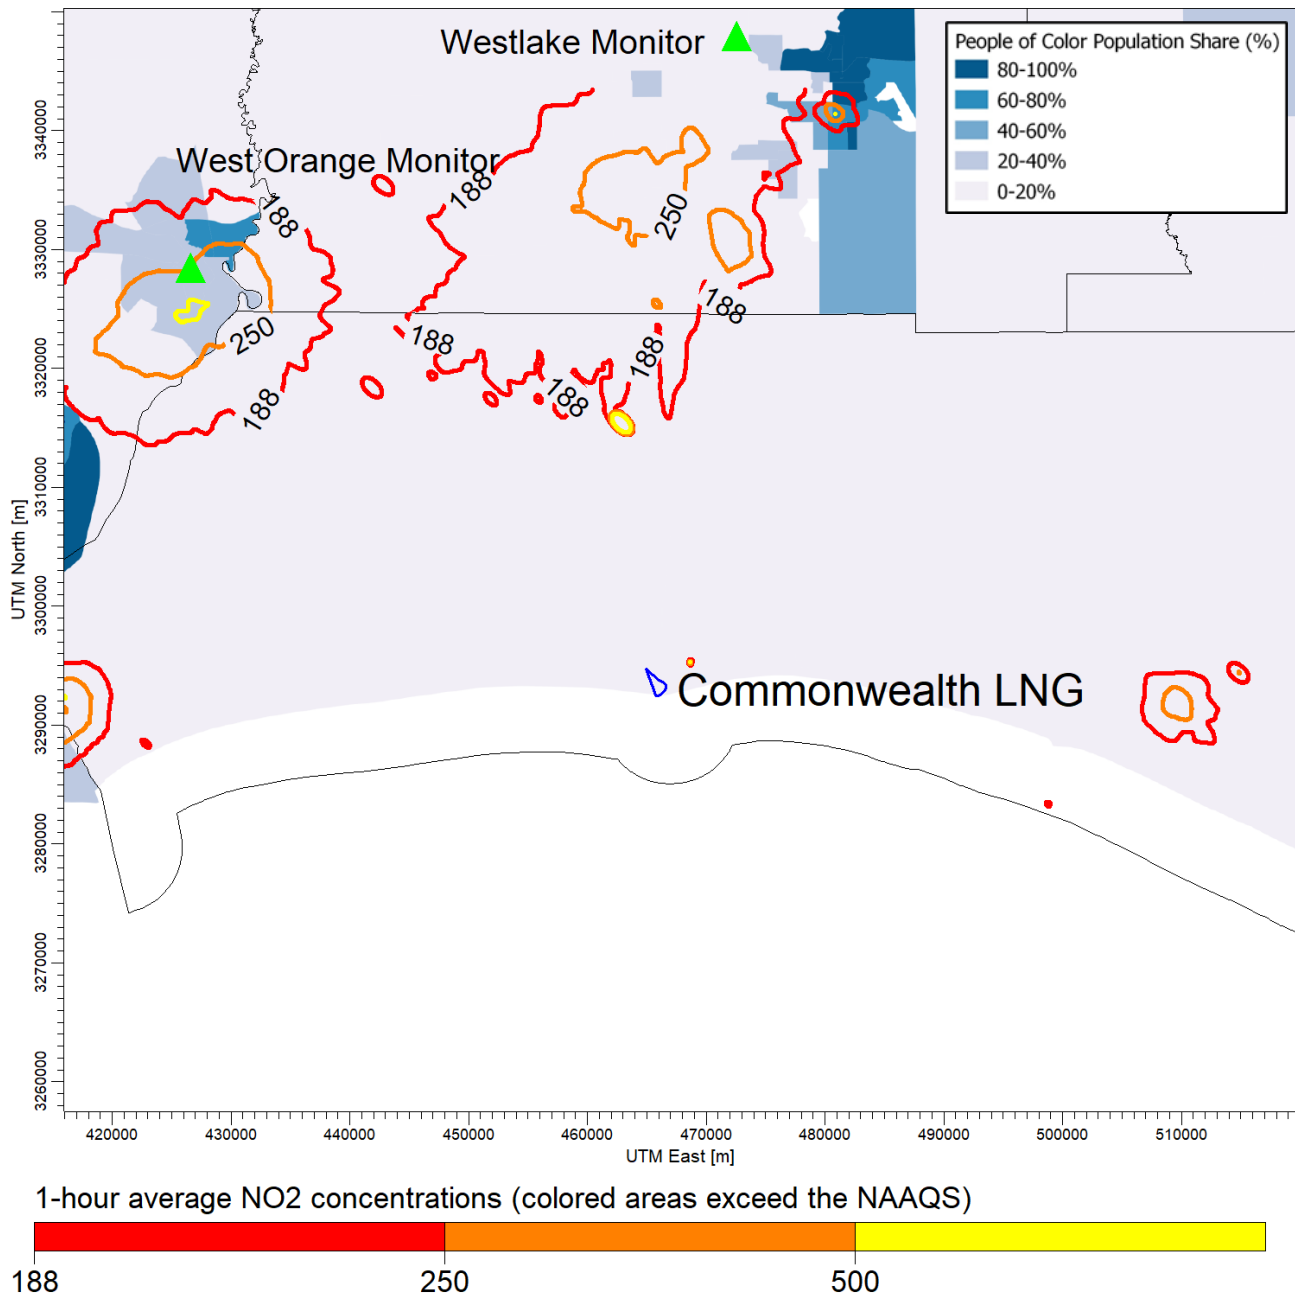 Westlake Monitor
People of Color Population Share (%)
80-100%
60-80%
40-60%
20-40%
0-20%
West Orange Monitor
188
188
250
188
250
188
188
188
188
Commonwealth LNG
UTM North [m]
3340000
3330000
3320000
3310000
3300000
3290000
3280000
3270000
3260000
420000 430000 440000 450000 460000 470000 480000 490000 500000 510000
UTM East [m]
1-hour average NO2 concentrations (colored areas exceed the NAAQS)
188 250 500